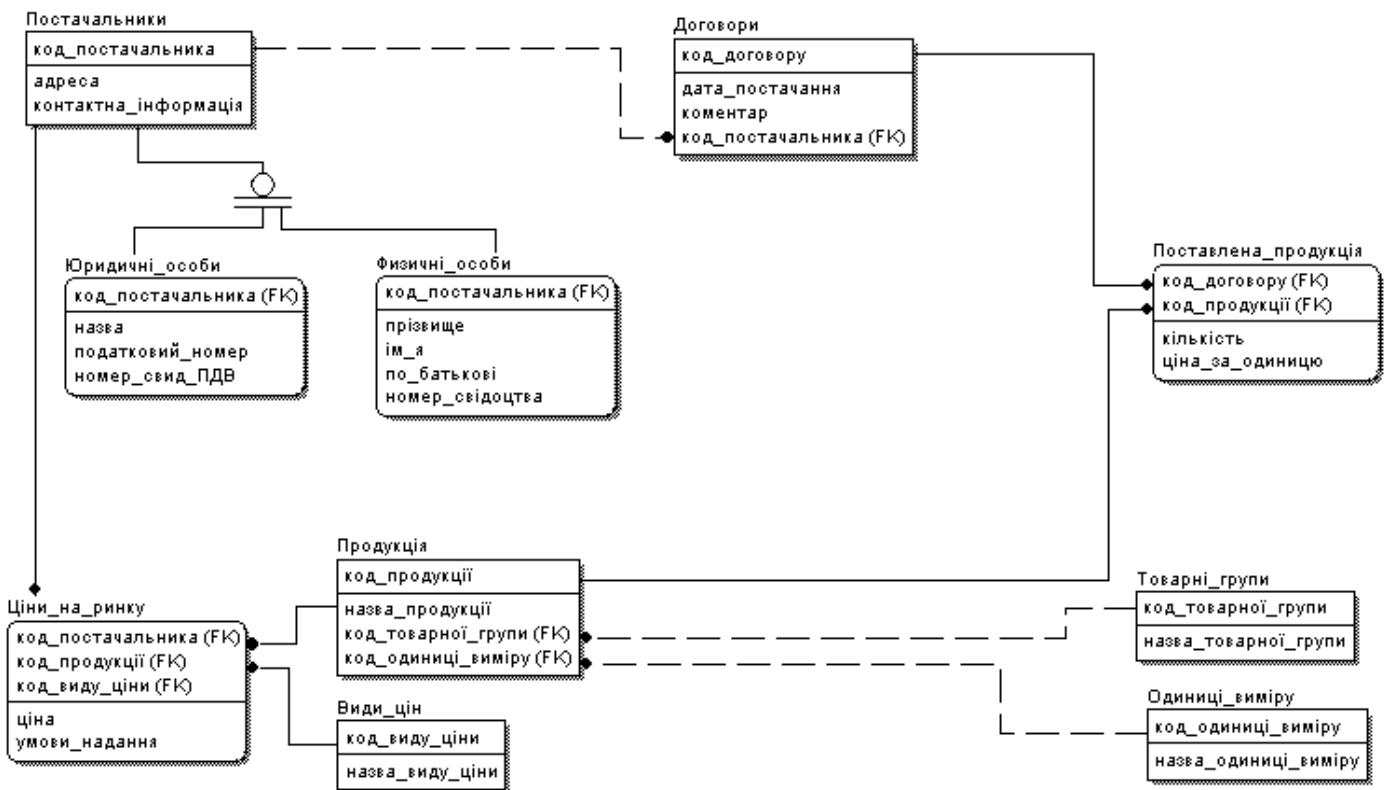 Постачальники
код_постачальника
адреса
контактна_інформація
Договори
код_договору
дата_постачання
коментар
код_постачальника (FK)
Юридичні_особи
код_постачальника (FK)
назва
податковий_номер
номер_свид_ПДВ
Физичні_особи
код_постачальника (FK)
прізвище
ім_я
по_батькові
номер_свідоцтва
Поставлена_продукція
код_договору (FK)
код_продукції (FK)
кількість
ціна_за_одиницю
Ціни_на_ринку
код_постачальника (FK)
код_продукції (FK)
код_виду_ціни (FK)
ціна
умови_надання
Продукція
код_продукції
назва_продукції
код_товарної_групи (FK)
код_одиниці_виміру (FK)
Види_цін
код_виду_ціни
назва_виду_ціни
Товарні_групи
код_товарної_групи
назва_товарної_групи
Одиниці_виміру
код_одиниці_виміру
назва_одиниці_виміру